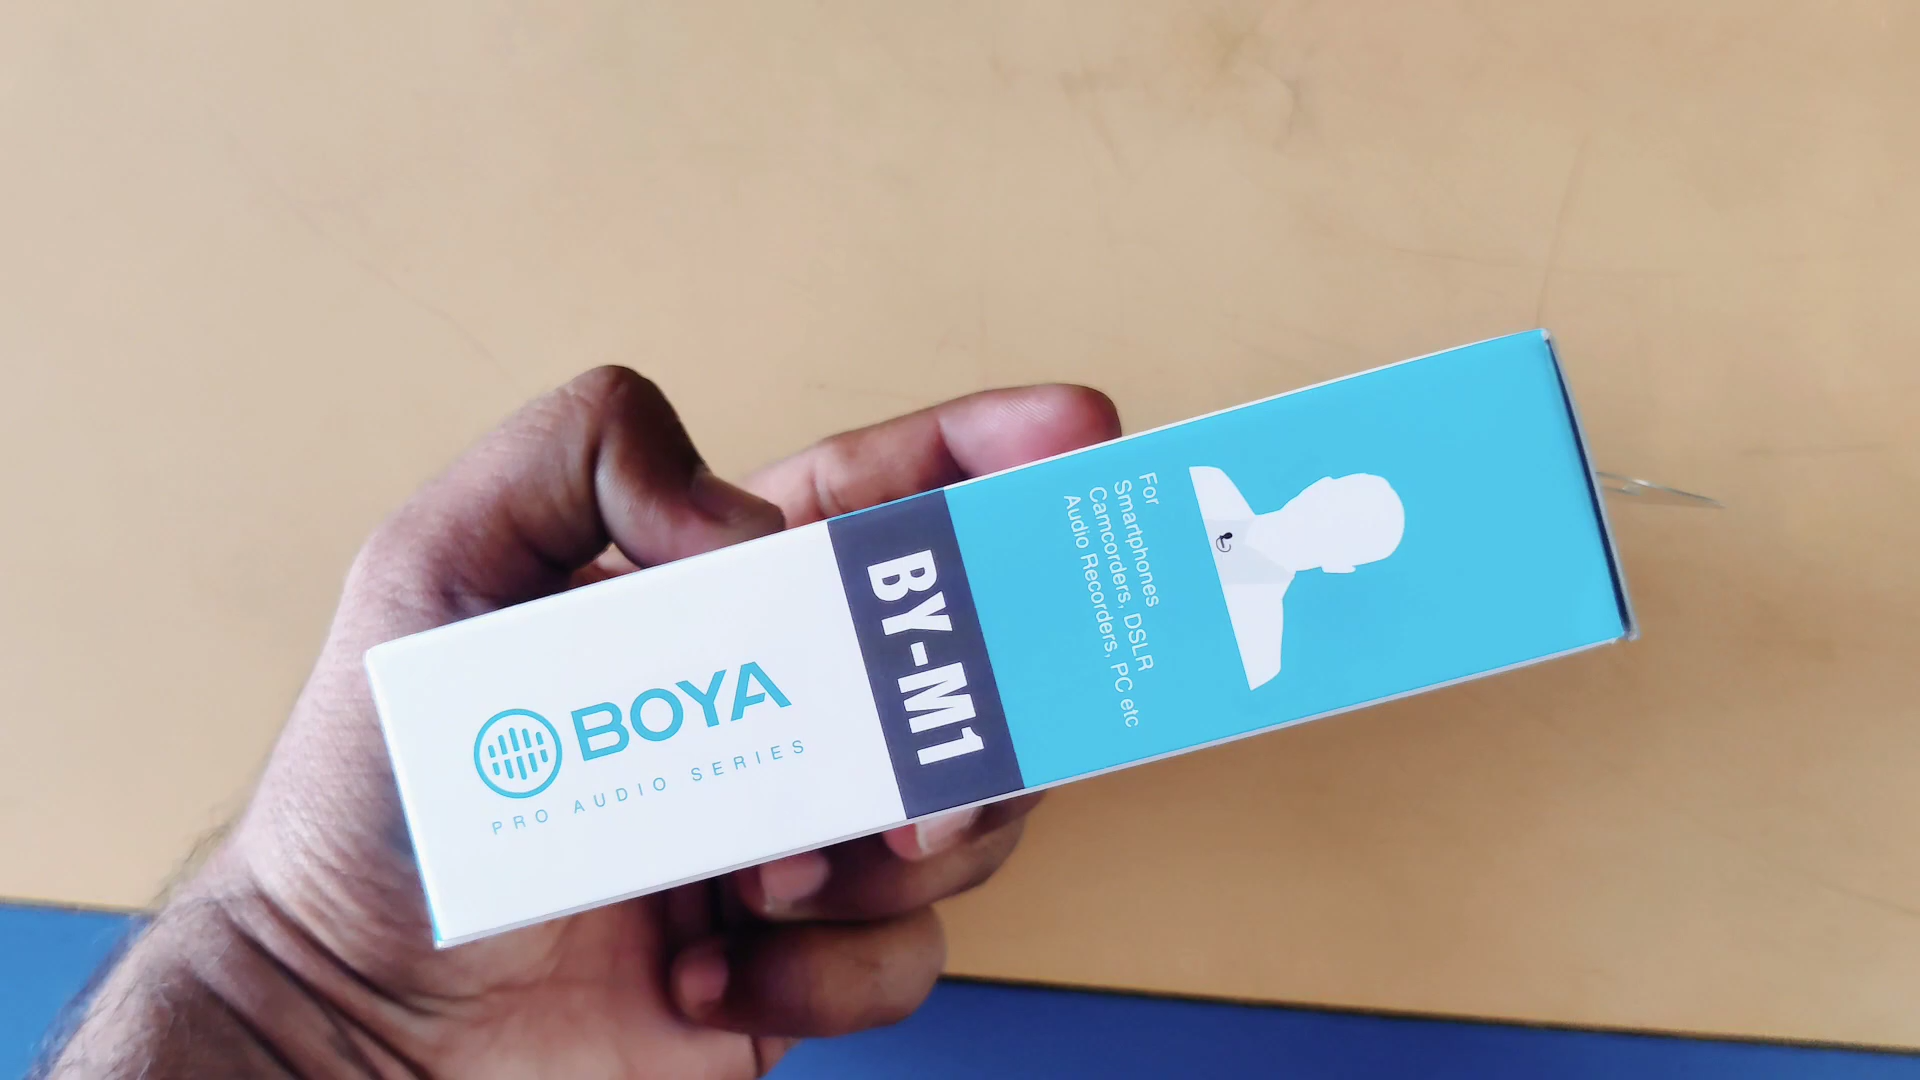 BOYA
PRO AUDIO SERIES
BY-M1
For
Smartphones
Camcorders, DSLR
Audio Recorders, PC etc